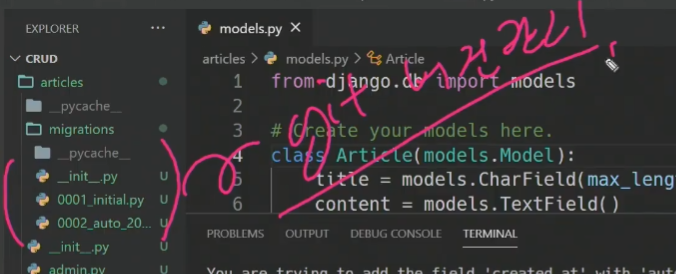 EXPLORER
...
models.py
CRUD
articles > models.py > Article
articles
__pycache__
migrations
__pycache__
__init__.py U
0001_initial.py U
0002_auto_20... U
__init__.py U
admin.py U
1 from django.db import models
2
3 # Create your models here.
4 class Article(models.Model):
5 title = models.CharField(max_leng
6 content = models.TextField()
git
PROBLEMS OUTPUT DEBUG CONSOLE TERMINAL
You are trying to add the field 'created_at' with 'aut